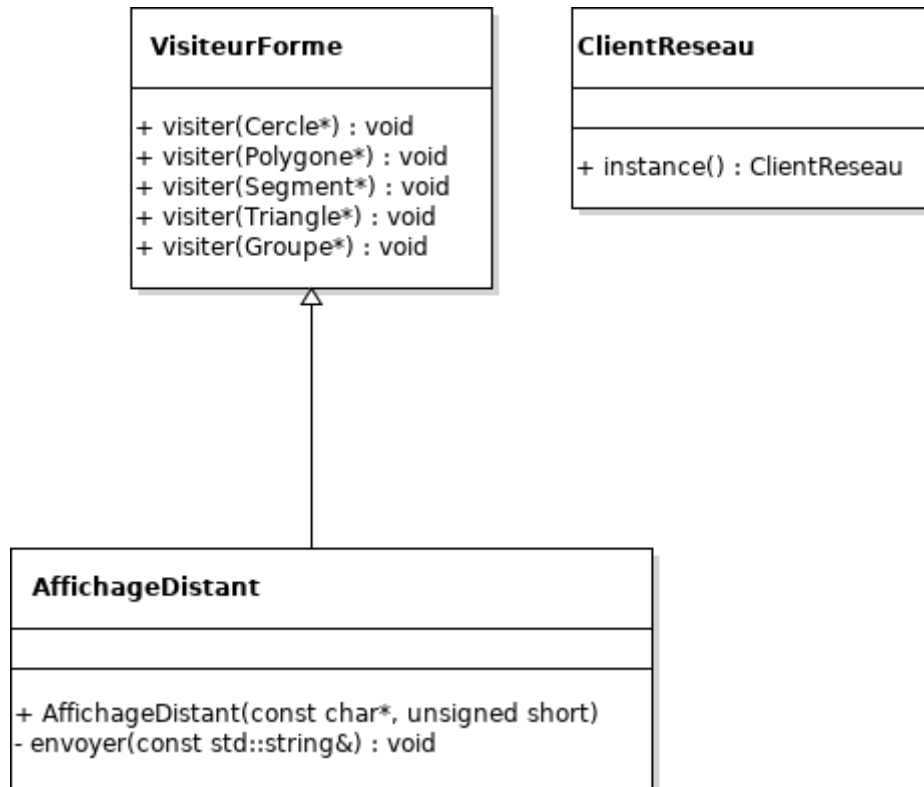 VisiteurForme
+ visiter(Cercle*) : void
+ visiter(Polygone*) : void
+ visiter(Segment*) : void
+ visiter(Triangle*) : void
+ visiter(Groupe*) : void
ClientReseau
+ instance() : ClientReseau
AffichageDistant
+ AffichageDistant(const char*, unsigned short)
- envoyer(const std::string&) : void